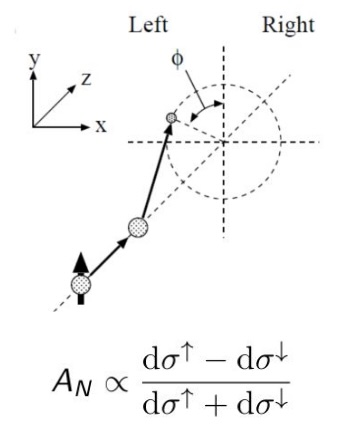 Left Right
ϕ
y
z
x
A_N ∝ (dσ↑ − dσ↓) / (dσ↑ + dσ↓)